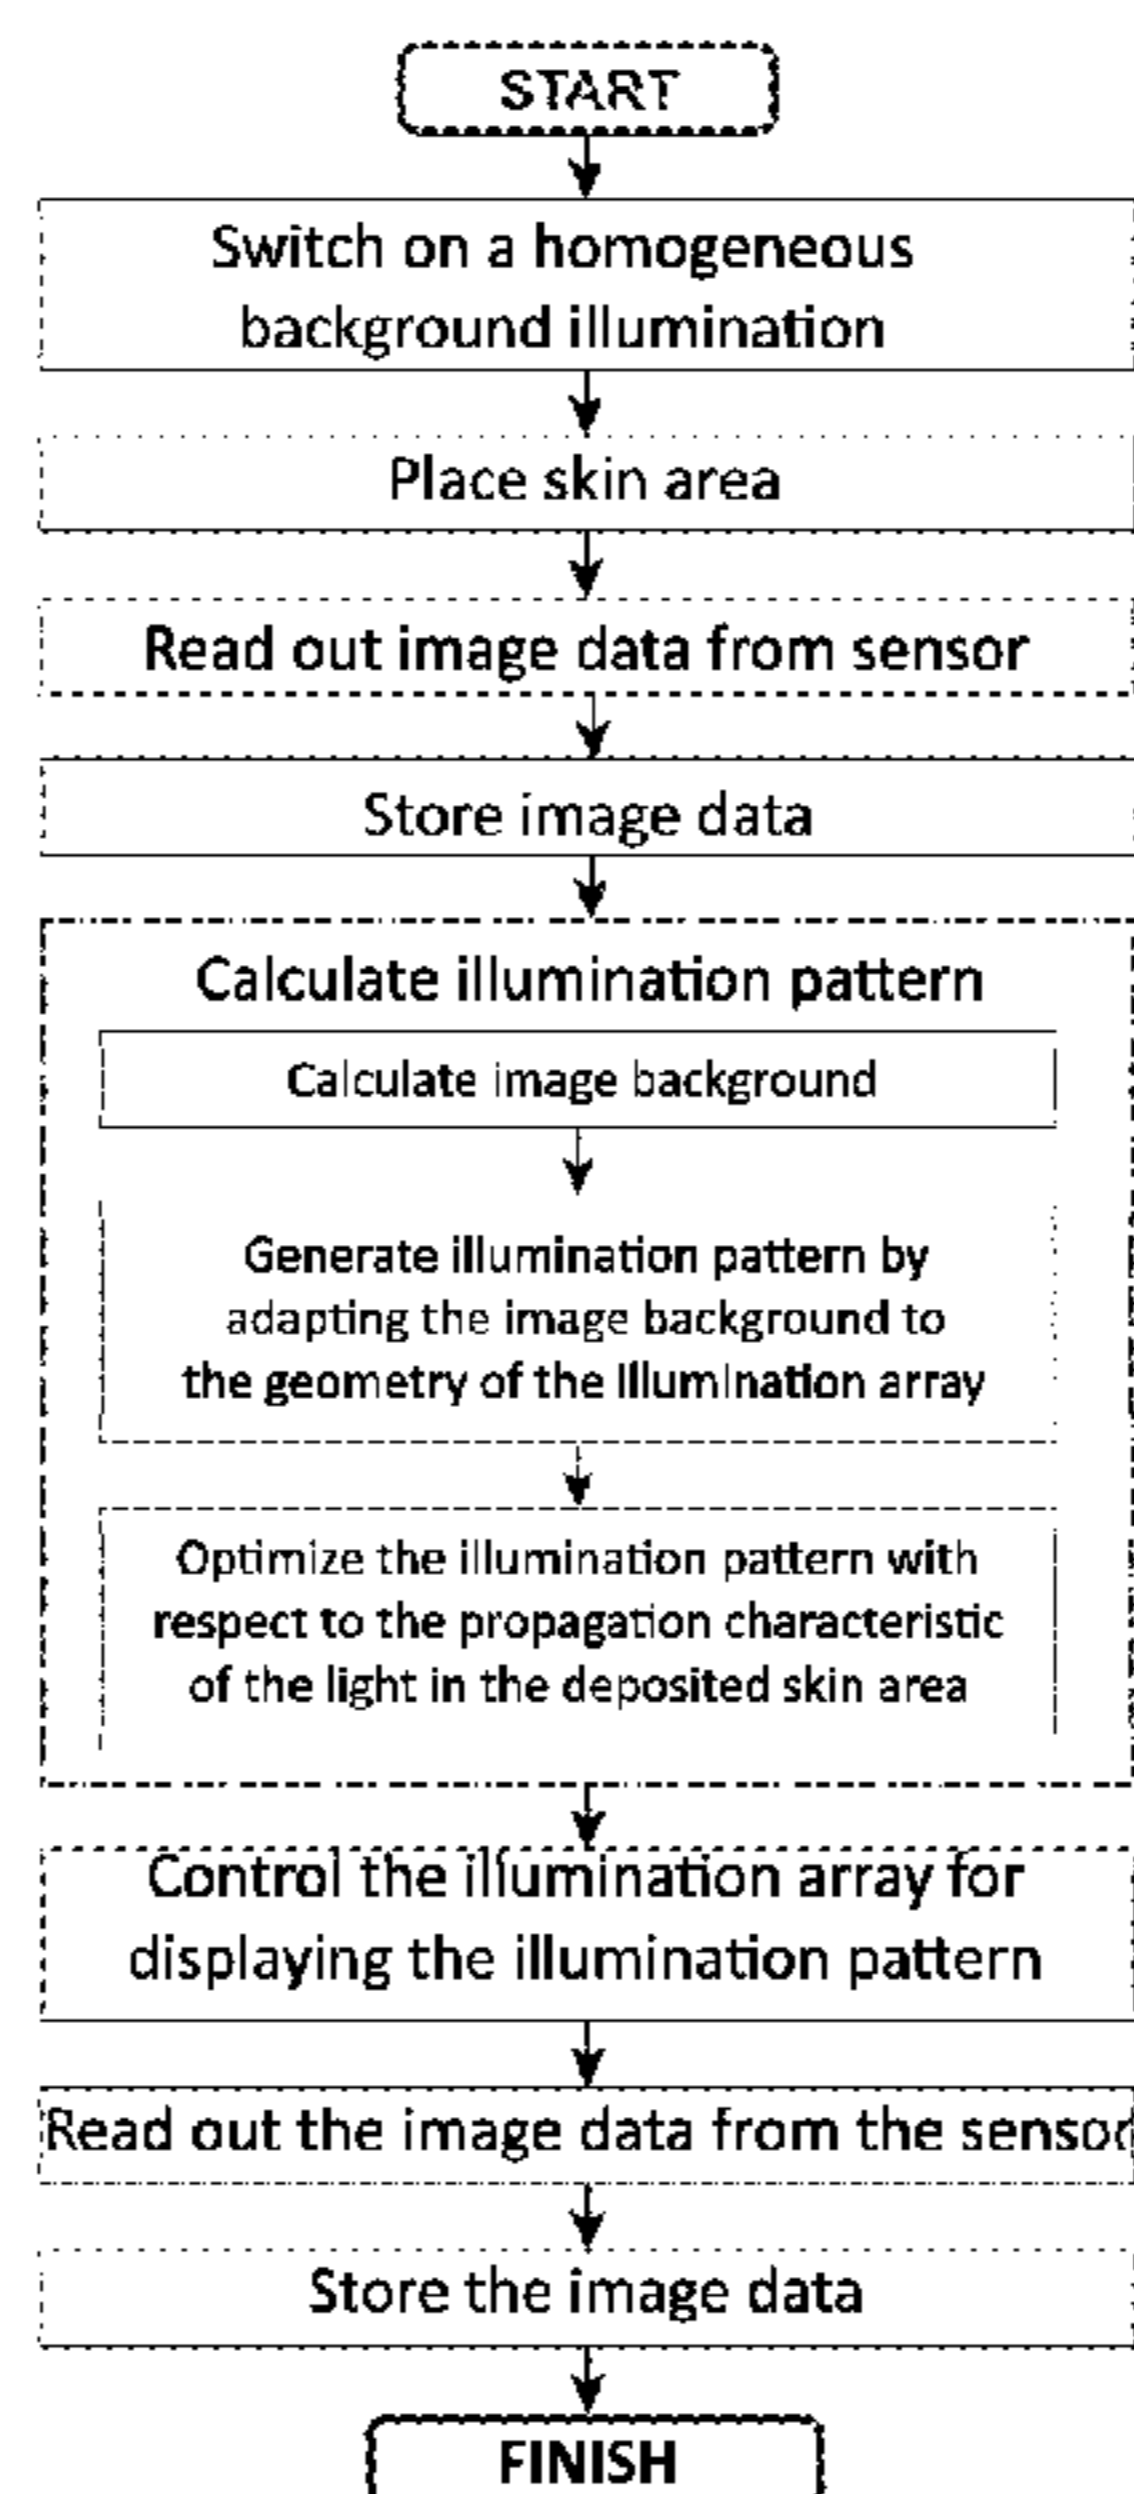 START
Switch on a homogeneous
background illumination
Place skin area
Read out image data from sensor
Store image data
Calculate illumination pattern
Calculate image background
Generate illumination pattern by
adapting the image background to
the geometry of the illumination array
Optimize the illumination pattern with
respect to the propagation characteristic
of the light in the deposited skin area
Control the illumination array for
displaying the illumination pattern
Read out the image data from the sensor
Store the image data
FINISH